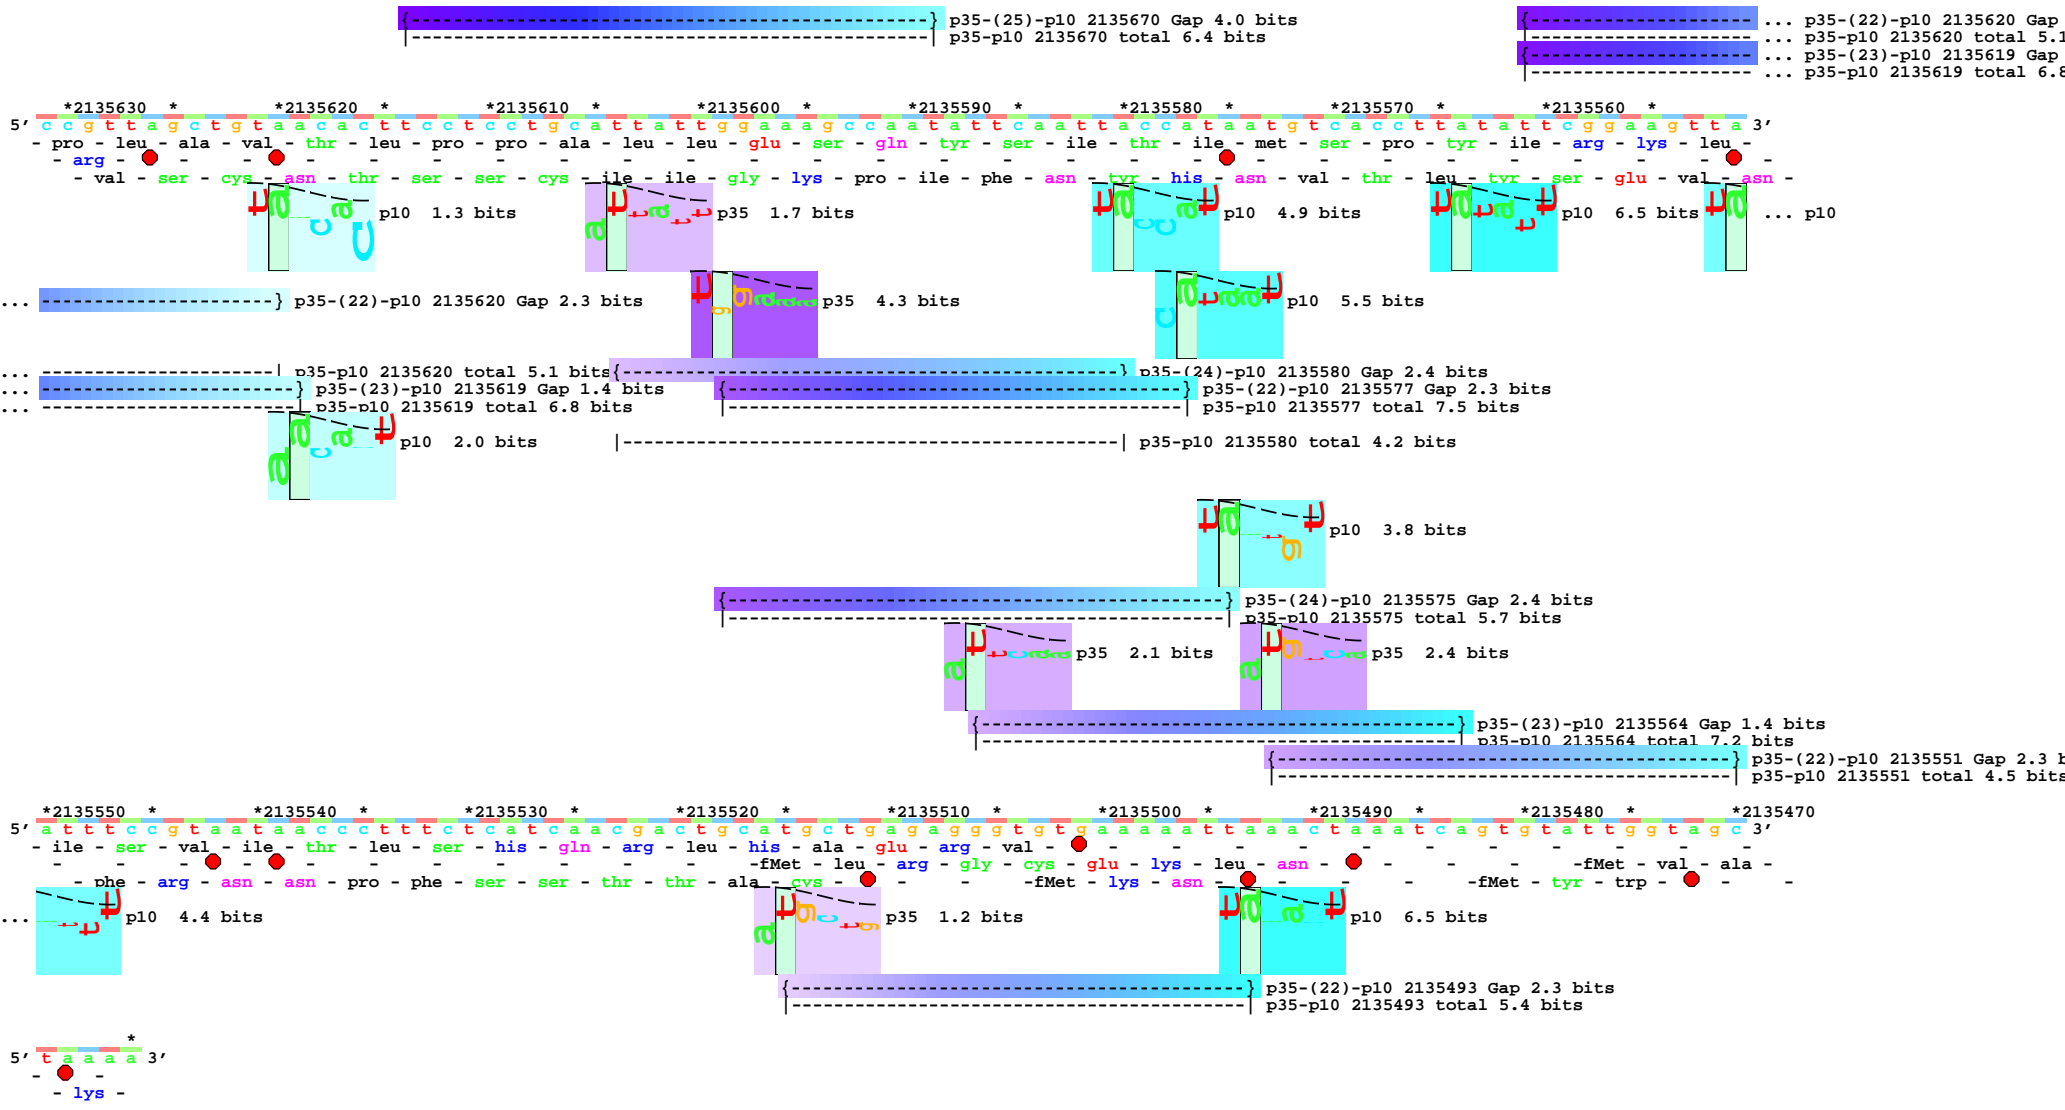 {-------------------------} p35-(25)-p10 2135670 Gap 4.0 bits
|-------------------------| p35-p10 2135670 total 6.4 bits
{----------- ... p35-(22)-p10 2135620 Gap
|----------- ... p35-p10 2135620 total 5.1
{----------- ... p35-(23)-p10 2135619 Gap
|----------- ... p35-p10 2135619 total 6.8
*2135630 * *2135620 * *2135610 * *2135600 * *2135590 * *2135580 * *2135570 * *2135560 *
5' c c g t t a g c t g t a a c a c t t c c t c c t g c a t t a t t g g a a a g c c a a t a t t c a a t t a c c a t a a t g t c a c c t t a t a t t c g g a a g t t a 3'
- pro - leu - ala - val - thr - leu - pro - pro - ala - leu - leu - glu - ser - gln - tyr - ser - ile - thr - ile - met - ser - pro - tyr - ile - arg - lys - leu -
- arg - - - - - - - - - - - - - - - - - - - - - - - - -
- val - ser - cys - asn - thr - ser - ser - cys - ile - ile - gly - lys - pro - ile - phe - asn - tyr - his - asn - val - thr - leu - tyr - ser - glu - val - asn -
p10 1.3 bits
p35 1.7 bits
p10 4.9 bits
p10 6.5 bits
... p10
p35 4.3 bits
p10 5.5 bits
... -----------} p35-(22)-p10 2135620 Gap 2.3 bits
... -----------| p35-p10 2135620 total 5.1 bits
{------------------------} p35-(24)-p10 2135580 Gap 2.4 bits
... ------------} p35-(23)-p10 2135619 Gap 1.4 bits
{----------------------} p35-(22)-p10 2135577 Gap 2.3 bits
... ------------| p35-p10 2135619 total 6.8 bits
|----------------------| p35-p10 2135577 total 7.5 bits
p10 2.0 bits
|------------------------| p35-p10 2135580 total 4.2 bits
p10 3.8 bits
{------------------------} p35-(24)-p10 2135575 Gap 2.4 bits
|------------------------| p35-p10 2135575 total 5.7 bits
p35 2.1 bits
p35 2.4 bits
{-----------------------} p35-(23)-p10 2135564 Gap 1.4 bits
|-----------------------| p35-p10 2135564 total 7.2 bits
{----------------------} p35-(22)-p10 2135551 Gap 2.3 b
|----------------------| p35-p10 2135551 total 4.5 bits
*2135550 * *2135540 * *2135530 * *2135520 * *2135510 * *2135500 * *2135490 * *2135480 * *2135470
5' a t t t c c g t a a t a a c c c t t t c t c a t c a a c g a c t g c a t g c t g a g a g g g t g t g a a a a a t t a a a c t a a a t c a g t g t a t t g g t a g c 3'
- ile - ser - val - ile - thr - leu - ser - his - gln - arg - leu - his - ala - glu - arg - val - - - - - - - - - -
- - - - - - - - - - -fMet - leu - arg - gly - cys - glu - lys - leu - asn - - - - -fMet - val - ala -
- phe - arg - asn - asn - pro - phe - ser - ser - thr - thr - ala - cys - - - -fMet - lys - asn - - - - -fMet - tyr - trp - - -
... p10 4.4 bits
p35 1.2 bits
p10 6.5 bits
{----------------------} p35-(22)-p10 2135493 Gap 2.3 bits
|----------------------| p35-p10 2135493 total 5.4 bits
*
5' t a a a a 3'
- -
- lys -